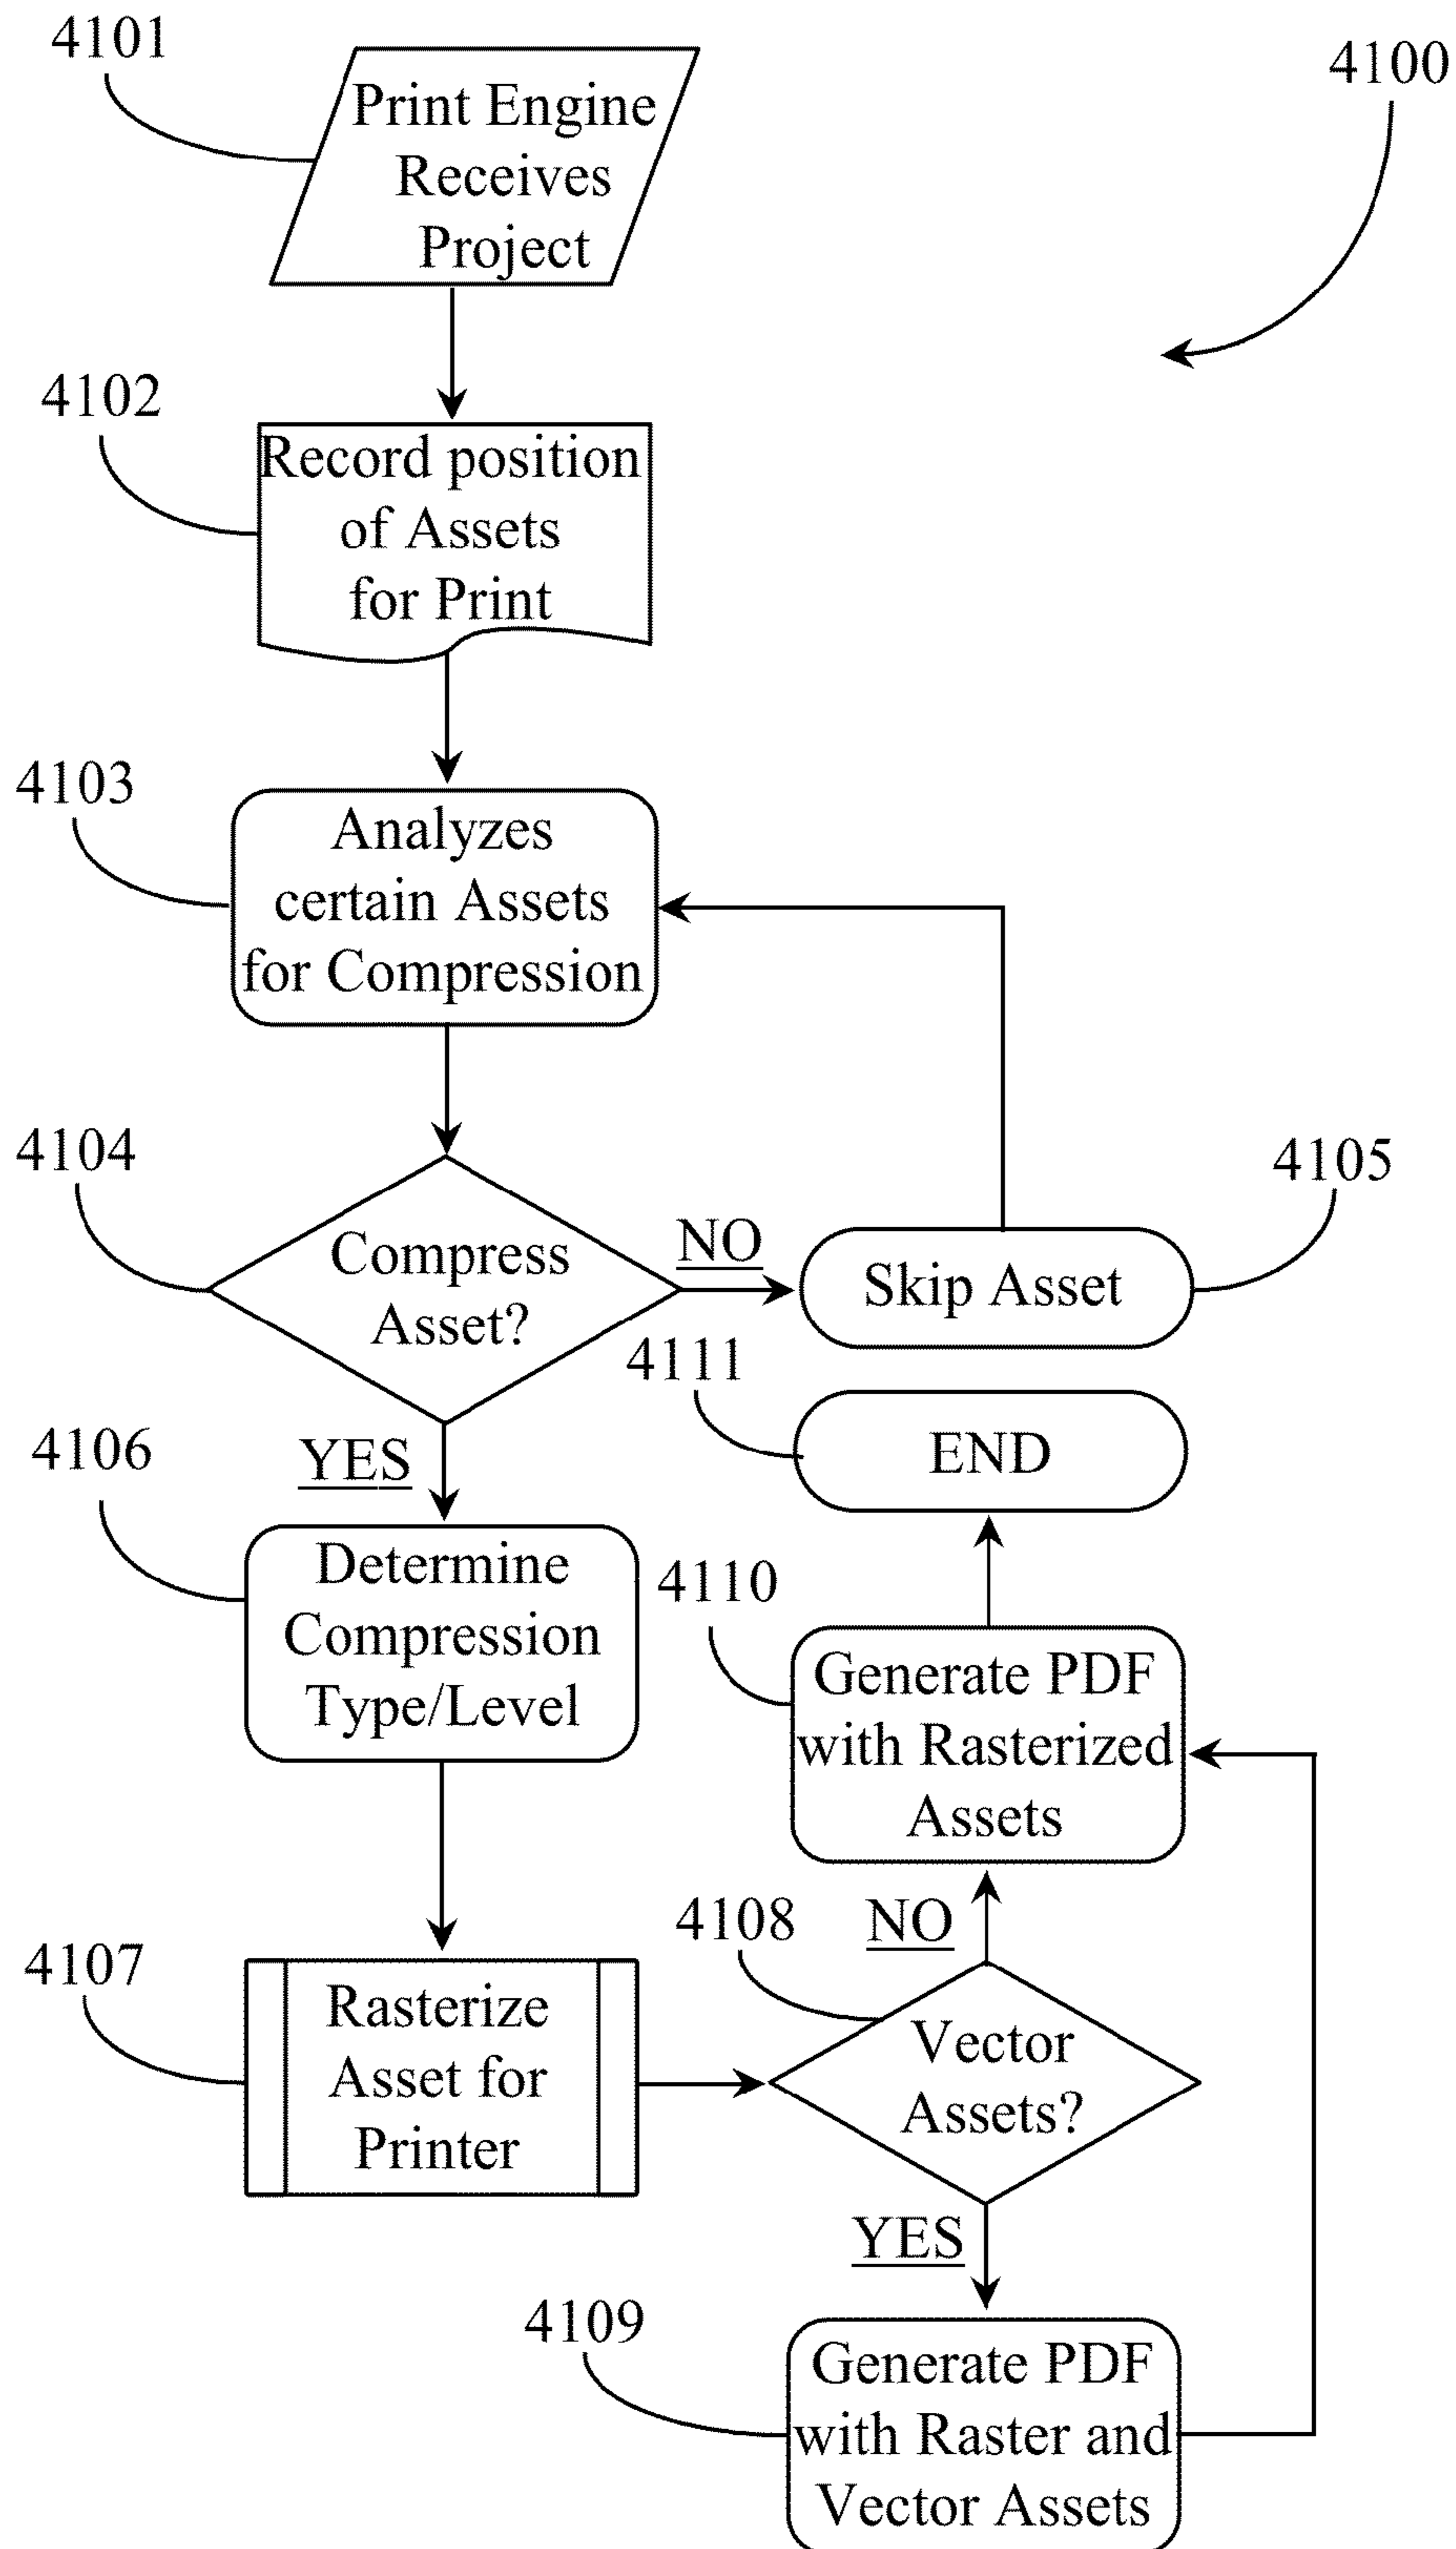 4101
4100
Print Engine
Receives
Project
4102
Record position
of Assets
for Print
4103
Analyzes
certain Assets
for Compression
4104
Compress
Asset?
NO
4105
Skip Asset
4111
END
YES
4106
Determine
Compression
Type/Level
4110
Generate PDF
with Rasterized
Assets
4107
Rasterize
Asset for
Printer
4108
NO
Vector
Assets?
YES
4109
Generate PDF
with Raster and
Vector Assets